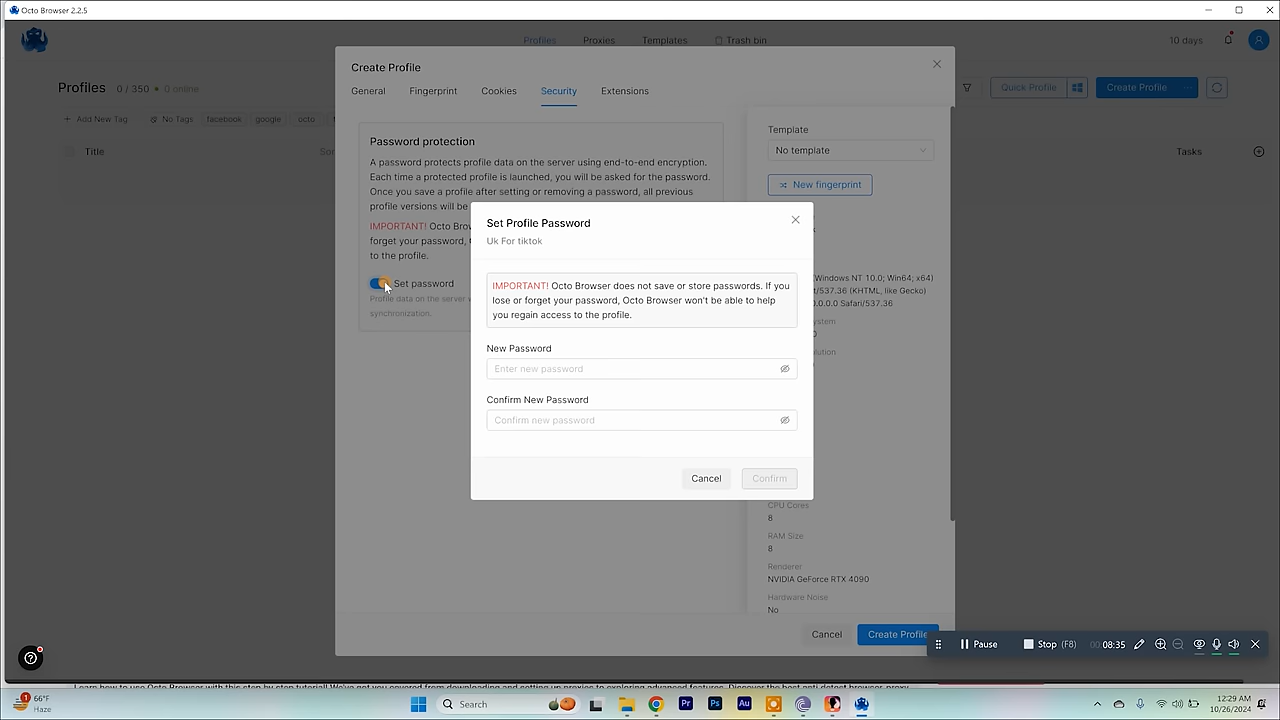 Octo Browser 2.2.5
Profiles
Proxies
Templates
Trash bin
10 days
Profiles 0 / 350 0 online
Quick Profile
Create Profile
Add New Tag
No Tags
facebook
google
octo
Title
Tasks
Create Profile
General
Fingerprint
Cookies
Security
Extensions
Password protection
A password protects profile data on the server using end-to-end encryption.
Each time a protected profile is launched, you will be asked for the password.
Once you save a profile after setting or removing a password, all previous
profile versions will be
IMPORTANT! Octo Brow
forget your password,
to the profile.
Set password
Profile data on the server
synchronization.
Template
No template
New fingerprint
(Windows NT 10.0; Win64; x64)
t/537.36 (KHTML, like Gecko)
0.0.0.0 Safari/537.36
CPU Cores
8
RAM Size
8
Renderer
NVIDIA GeForce RTX 4090
Hardware Noise
No
Cancel
Create Profile
Set Profile Password
Uk For tiktok
IMPORTANT! Octo Browser does not save or store passwords. If you
lose or forget your password, Octo Browser won't be able to help
you regain access to the profile.
New Password
Enter new password
Confirm New Password
Confirm new password
Cancel
Confirm
Pause
Stop (F8)
00:08:35
66°F
Haze
Search
12:29 AM
10/26/2024